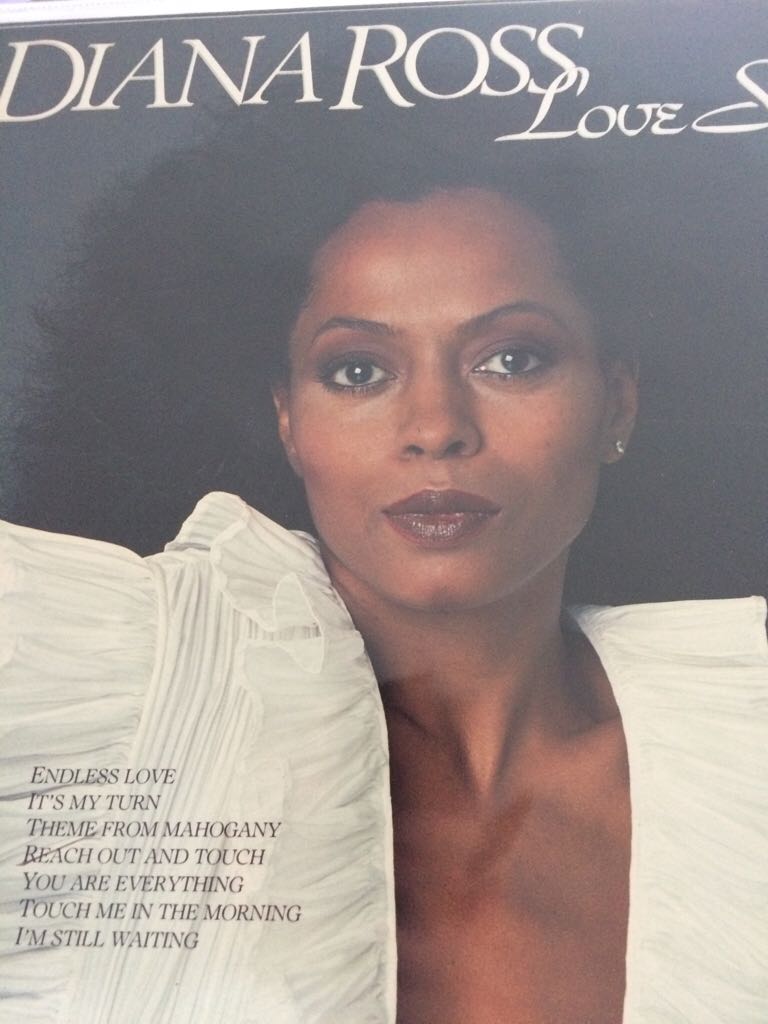 DIANA ROSS
LOVE S
ENDLESS LOVE
IT'S MY TURN
THEME FROM MAHOGANY
REACH OUT AND TOUCH
YOU ARE EVERYTHING
TOUCH ME IN THE MORNING
I'M STILL WAITING